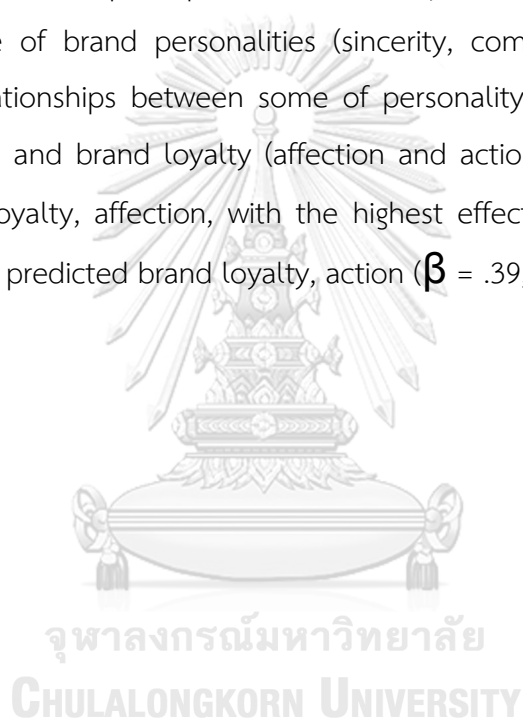 e of brand personalities (sincerity, com
ationships between some of personality
and brand loyalty (affection and action
oyalty, affection, with the highest effect
predicted brand loyalty, action (β = .39,
จุฬาลงกรณ์มหาวิทยาลัย
CHULALONGKORN UNIVERSITY